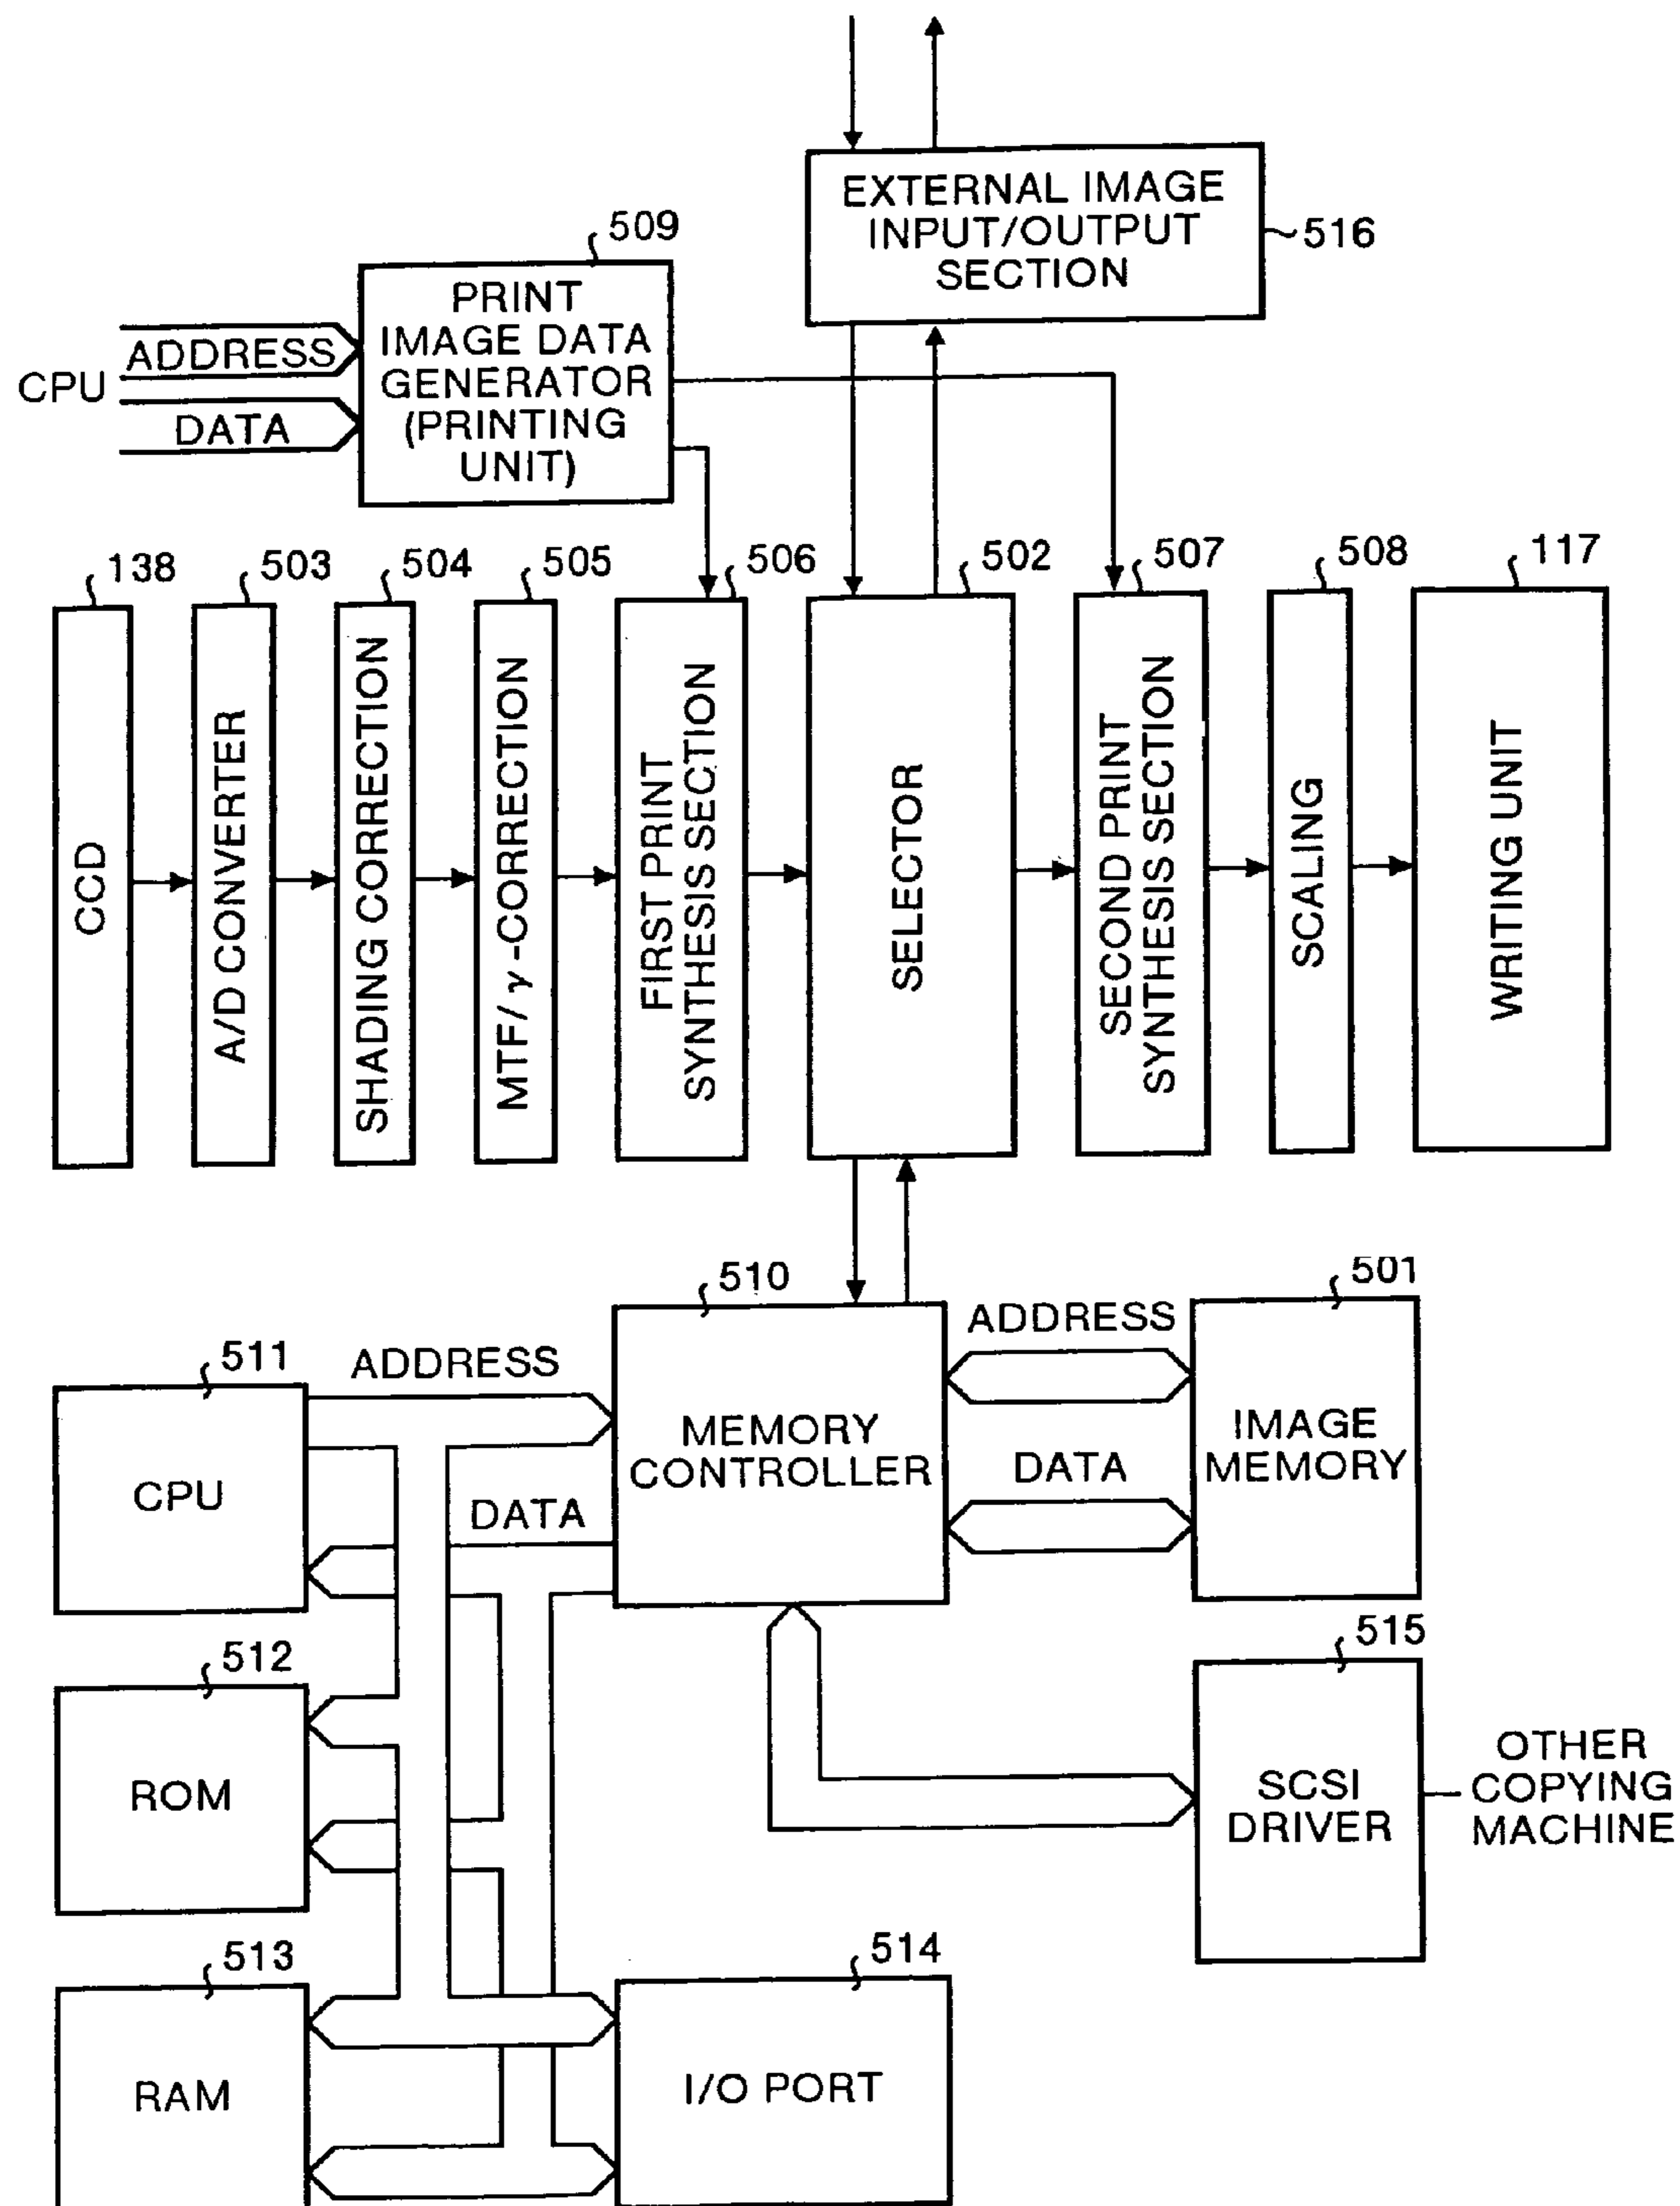 EXTERNAL IMAGE
INPUT/OUTPUT
SECTION
516
509
PRINT
IMAGE DATA
GENERATOR
(PRINTING
UNIT)
CPU
ADDRESS
DATA
138
503
504
505
506
502
507
508
117
CCD
A/D CONVERTER
SHADING CORRECTION
MTF/γ-CORRECTION
FIRST PRINT
SYNTHESIS SECTION
SELECTOR
SECOND PRINT
SYNTHESIS SECTION
SCALING
WRITING UNIT
510
501
511
ADDRESS
ADDRESS
CPU
MEMORY
CONTROLLER
IMAGE
MEMORY
DATA
DATA
512
515
ROM
SCSI
DRIVER
OTHER
COPYING
MACHINE
513
514
RAM
I/O PORT